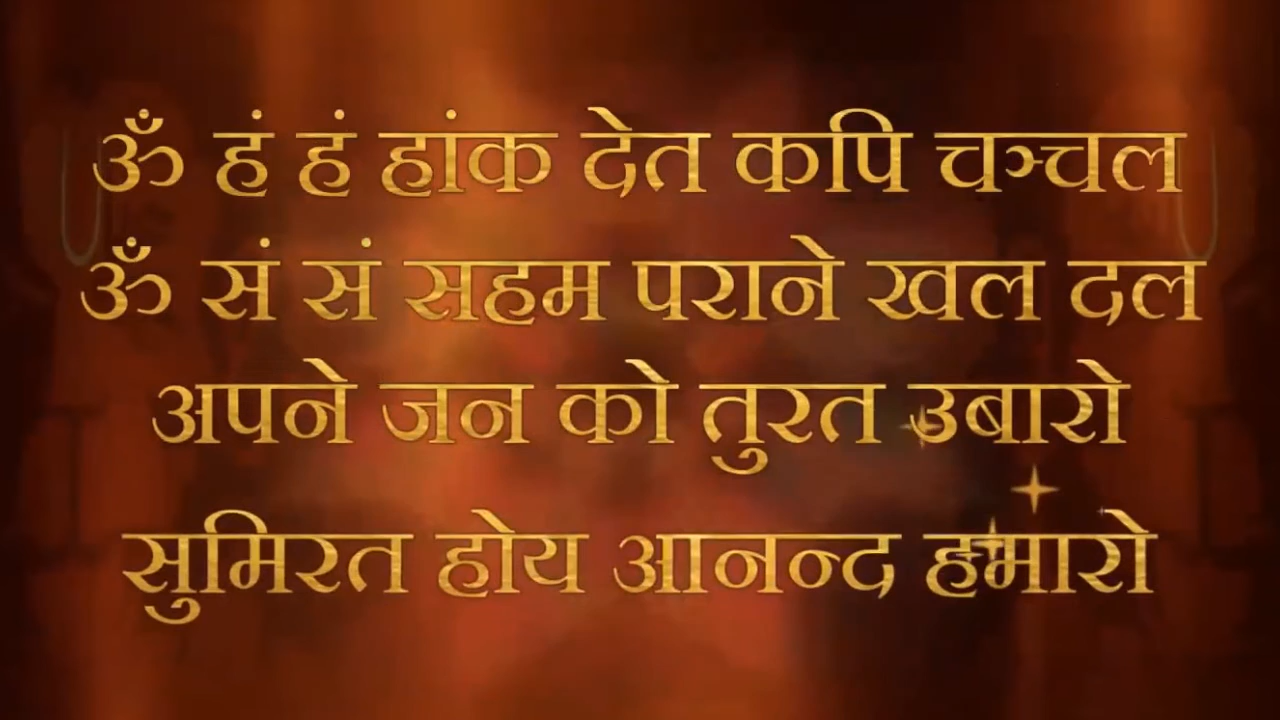 ॐ हं हं हांक देत कपि चञ्चल
ॐ सं सं सहम पराने खल दल
अपने जन को तुरत उबारो
सुमिरत होय आनन्द हमारो